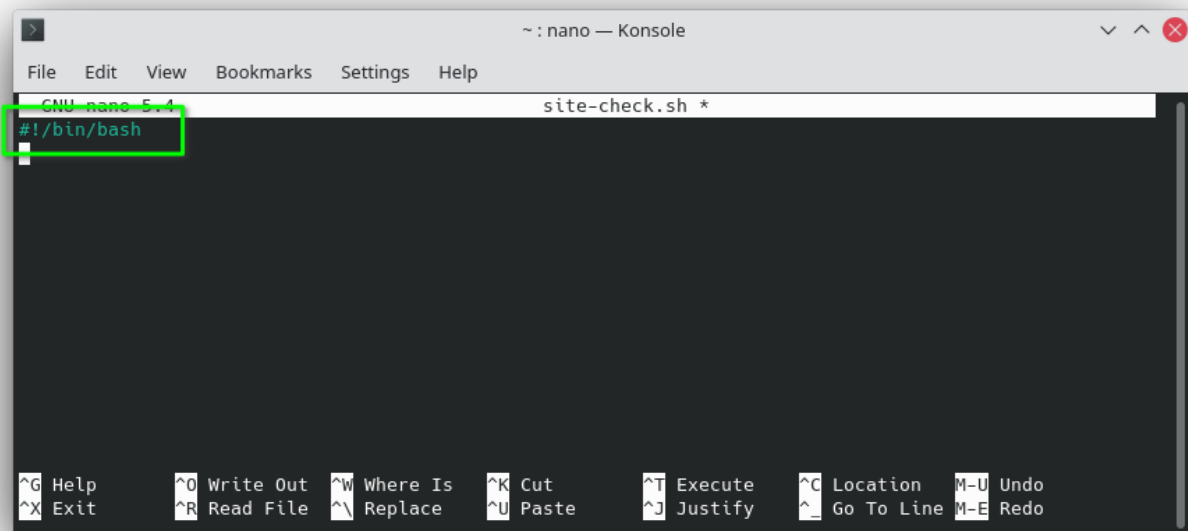 ~ : nano — Konsole
File Edit View Bookmarks Settings Help
GNU nano 5.4 site-check.sh *
#!/bin/bash
^G Help ^O Write Out ^W Where Is ^K Cut ^T Execute ^C Location M-U Undo
^X Exit ^R Read File ^\ Replace ^U Paste ^J Justify ^_ Go To Line M-E Redo